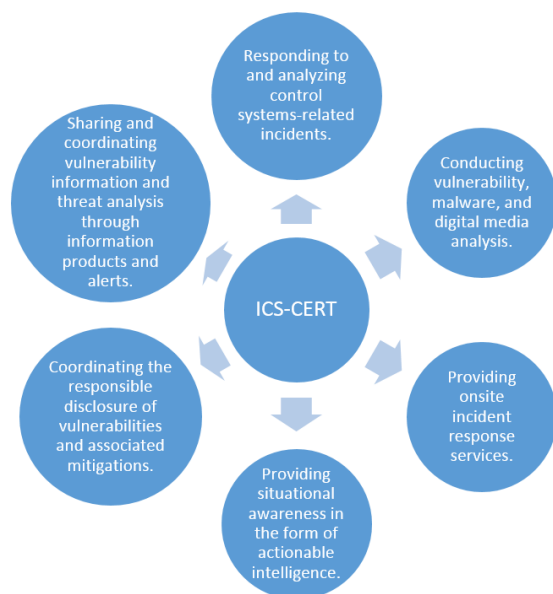 Responding to
and analyzing
control
systems-related
incidents.
Sharing and
coordinating
vulnerability
information and
threat analysis
through
information
products and
alerts.
Conducting
vulnerability,
malware, and
digital media
analysis.
ICS-CERT
Coordinating the
responsible
disclosure of
vulnerabilities
and associated
mitigations.
Providing
onsite
incident
response
services.
Providing
situational
awareness in
the form of
actionable
intelligence.